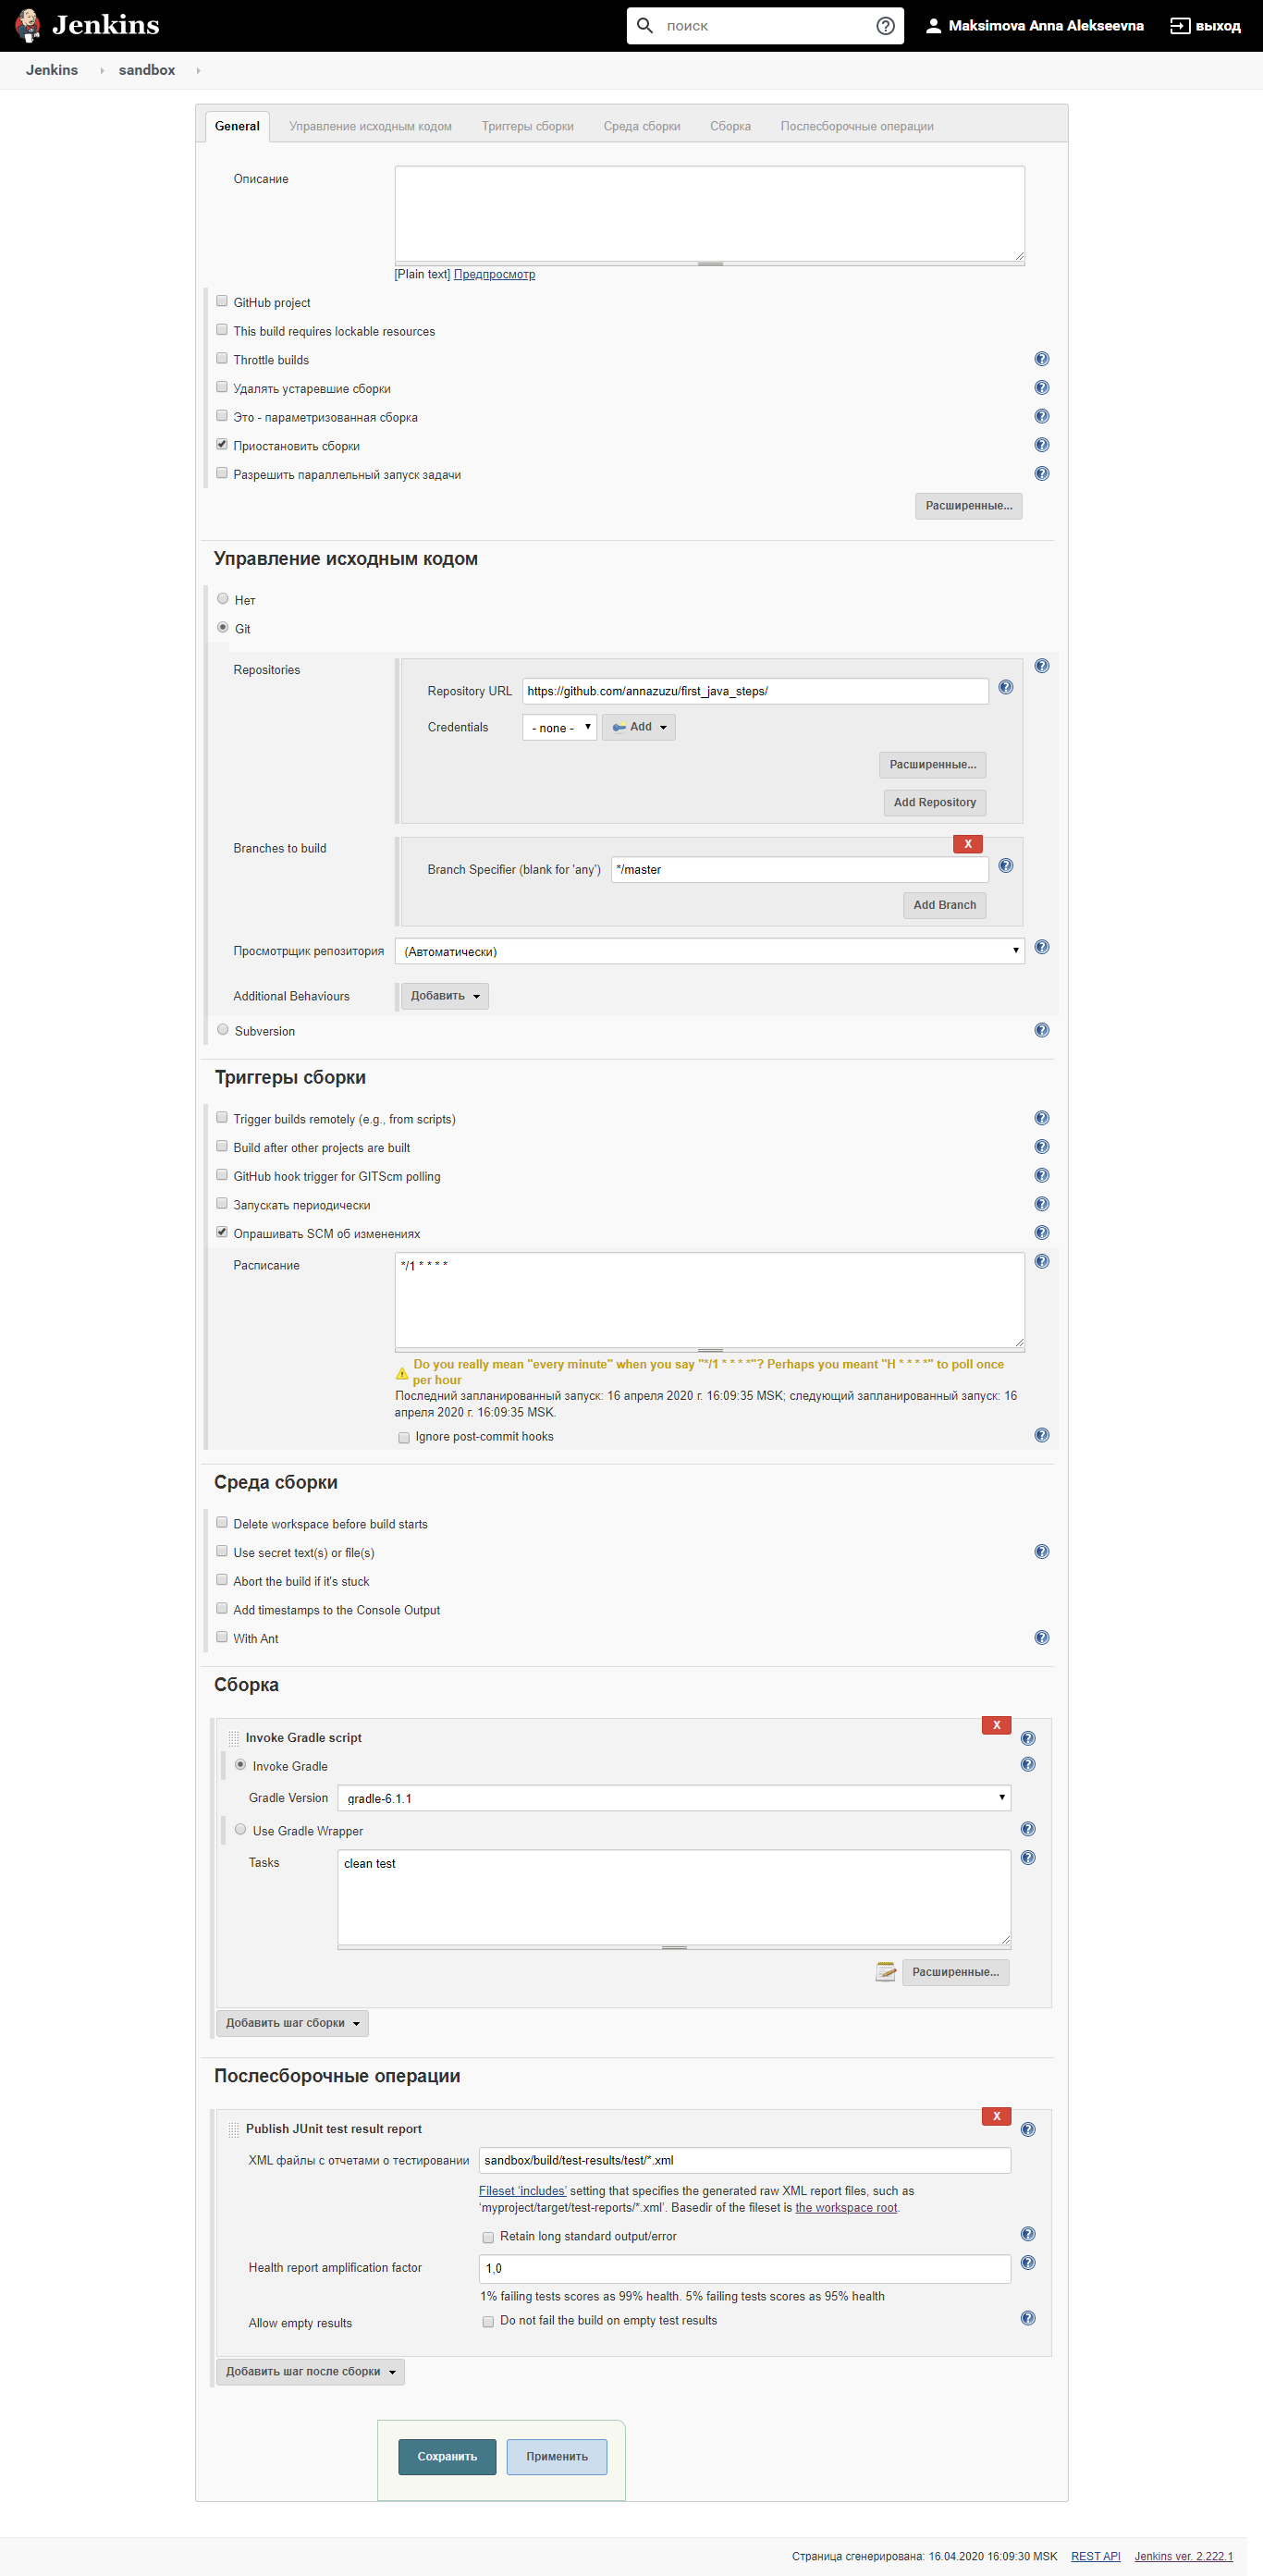 Jenkins
поиск
Maksimova Anna Alekseevna
выход
Jenkins
sandbox
General
Управление исходным кодом
Триггеры сборки
Среда сборки
Сборка
Послесборочные операции
Описание
[Plain text] Предпросмотр
GitHub project
This build requires lockable resources
Throttle builds
Удалять устаревшие сборки
Это - параметризованная сборка
Приостановить сборки
Разрешить параллельный запуск задачи
Расширенные...
Управление исходным кодом
Нет
Git
Repositories
Repository URL
https://github.com/annazuzu/first_java_steps/
Credentials
- none -
Add
Расширенные...
Add Repository
Branches to build
X
Branch Specifier (blank for 'any')
*/master
Add Branch
Просмотрщик репозитория
(Автоматически)
Additional Behaviours
Добавить
Subversion
Триггеры сборки
Trigger builds remotely (e.g., from scripts)
Build after other projects are built
GitHub hook trigger for GITScm polling
Запускать периодически
Опрашивать SCM об изменениях
Расписание
*/1 * * * *
Do you really mean "every minute" when you say "*/1 * * * *"? Perhaps you meant "H * * * *" to poll once
per hour
Последний запланированный запуск: 16 апреля 2020 г. 16:09:35 MSK; следующий запланированный запуск: 16
апреля 2020 г. 16:09:35 MSK.
Ignore post-commit hooks
Среда сборки
Delete workspace before build starts
Use secret text(s) or file(s)
Abort the build if it's stuck
Add timestamps to the Console Output
With Ant
Сборка
X
Invoke Gradle script
Invoke Gradle
Gradle Version
gradle-6.1.1
Use Gradle Wrapper
Tasks
clean test
Расширенные...
Добавить шаг сборки
Послесборочные операции
X
Publish JUnit test result report
XML файлы с отчетами о тестировании
sandbox/build/test-results/test/*.xml
Fileset 'includes' setting that specifies the generated raw XML report files, such as
'myproject/target/test-reports/*.xml'. Basedir of the fileset is the workspace root.
Retain long standard output/error
Health report amplification factor
1,0
1% failing tests scores as 99% health. 5% failing tests scores as 95% health
Allow empty results
Do not fail the build on empty test results
Добавить шаг после сборки
Сохранить
Применить
Страница сгенерирована: 16.04.2020 16:09:30 MSK
REST API
Jenkins ver. 2.222.1